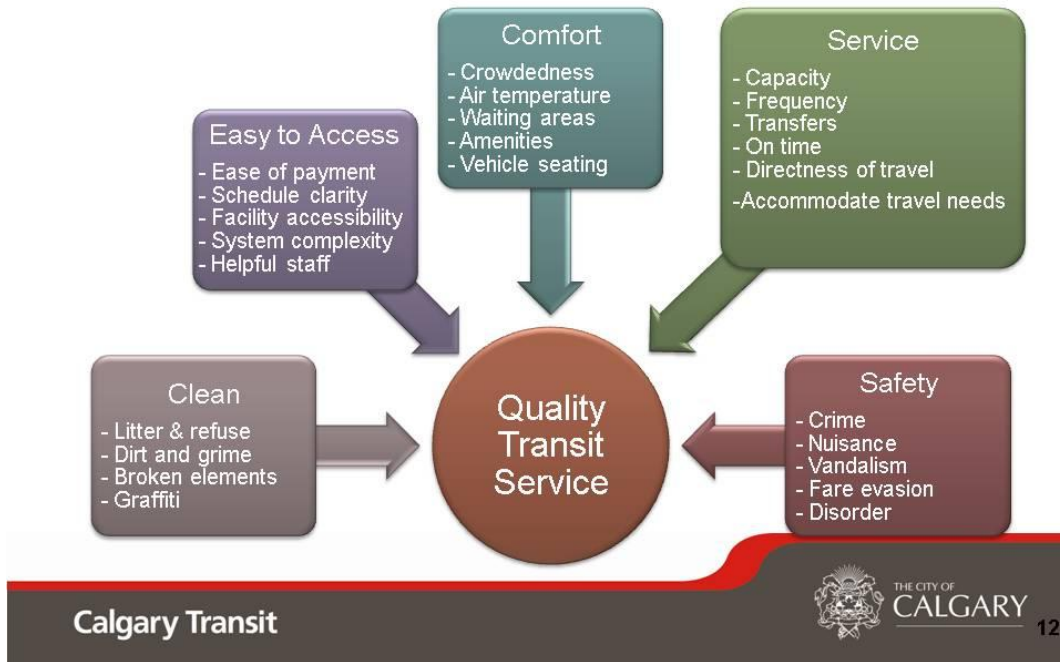 Comfort
- Crowdedness
- Air temperature
- Waiting areas
- Amenities
- Vehicle seating
Service
- Capacity
- Frequency
- Transfers
- On time
- Directness of travel
-Accommodate travel needs
Easy to Access
- Ease of payment
- Schedule clarity
- Facility accessibility
- System complexity
- Helpful staff
Clean
- Litter & refuse
- Dirt and grime
- Broken elements
- Graffiti
Quality
Transit
Service
Safety
- Crime
- Nuisance
- Vandalism
- Fare evasion
- Disorder
Calgary Transit
THE CITY OF
CALGARY
12